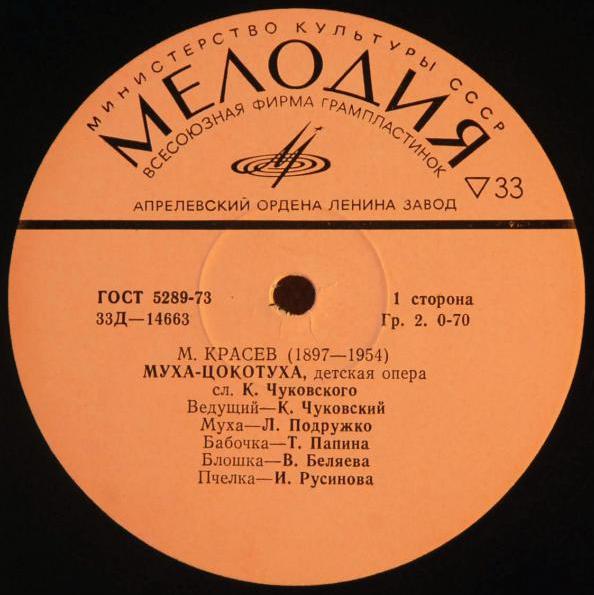 МИНИСТЕРСТВО КУЛЬТУРЫ СССР
МЕЛОДИЯ
ВСЕСОЮЗНАЯ ФИРМА ГРАМПЛАСТИНОК
▽33
АПРЕЛЕВСКИЙ ОРДЕНА ЛЕНИНА ЗАВОД
ГОСТ 5289-73 1 сторона
33Д—14663 Гр. 2. 0-70
М. КРАСЕВ (1897—1954)
МУХА-ЦОКОТУХА, детская опера
сл. К. Чуковского
Ведущий—К. Чуковский
Муха—Л. Подружко
Бабочка—Т. Папина
Блошка—В. Беляева
Пчелка—И. Русинова